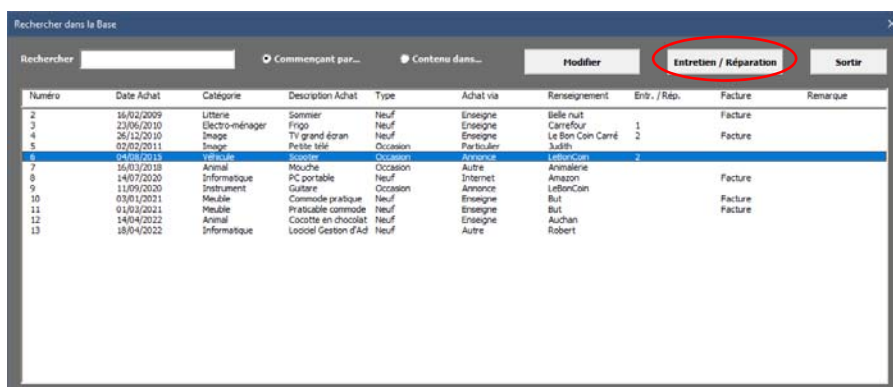 Rechercher dans la Base
Rechercher Commençant par... Contenu dans... Modifier Entretien / Réparation Sortir
Numéro Date Achat Catégorie Description Achat Type Achat via Renseignement Entr. / Rép. Facture Remarque
2 16/02/2009 Litterie Sommier Neuf Enseigne Belle nuit Facture
3 23/06/2010 Electro-ménager Frigo Neuf Enseigne Carrefour 1
4 26/12/2010 Image TV grand écran Neuf Enseigne Le Bon Coin Carré 2 Facture
5 02/02/2011 Image Petite télé Occasion Particulier Judith
6 04/08/2015 Véhicule Scooter Occasion Annonce LeBonCoin 2
7 16/03/2018 Animal Mouche Occasion Autre Animalerie
8 14/07/2020 Informatique PC portable Neuf Internet Amazon Facture
9 11/09/2020 Instrument Guitare Occasion Annonce LeBonCoin
10 03/01/2021 Meuble Commode pratique Neuf Enseigne But Facture
11 01/03/2021 Meuble Praticable commode Neuf Enseigne But Facture
12 14/04/2022 Animal Cocotte en chocolat Neuf Enseigne Auchan
13 18/04/2022 Informatique Lociciel Gestion d'Ad Neuf Autre Robert